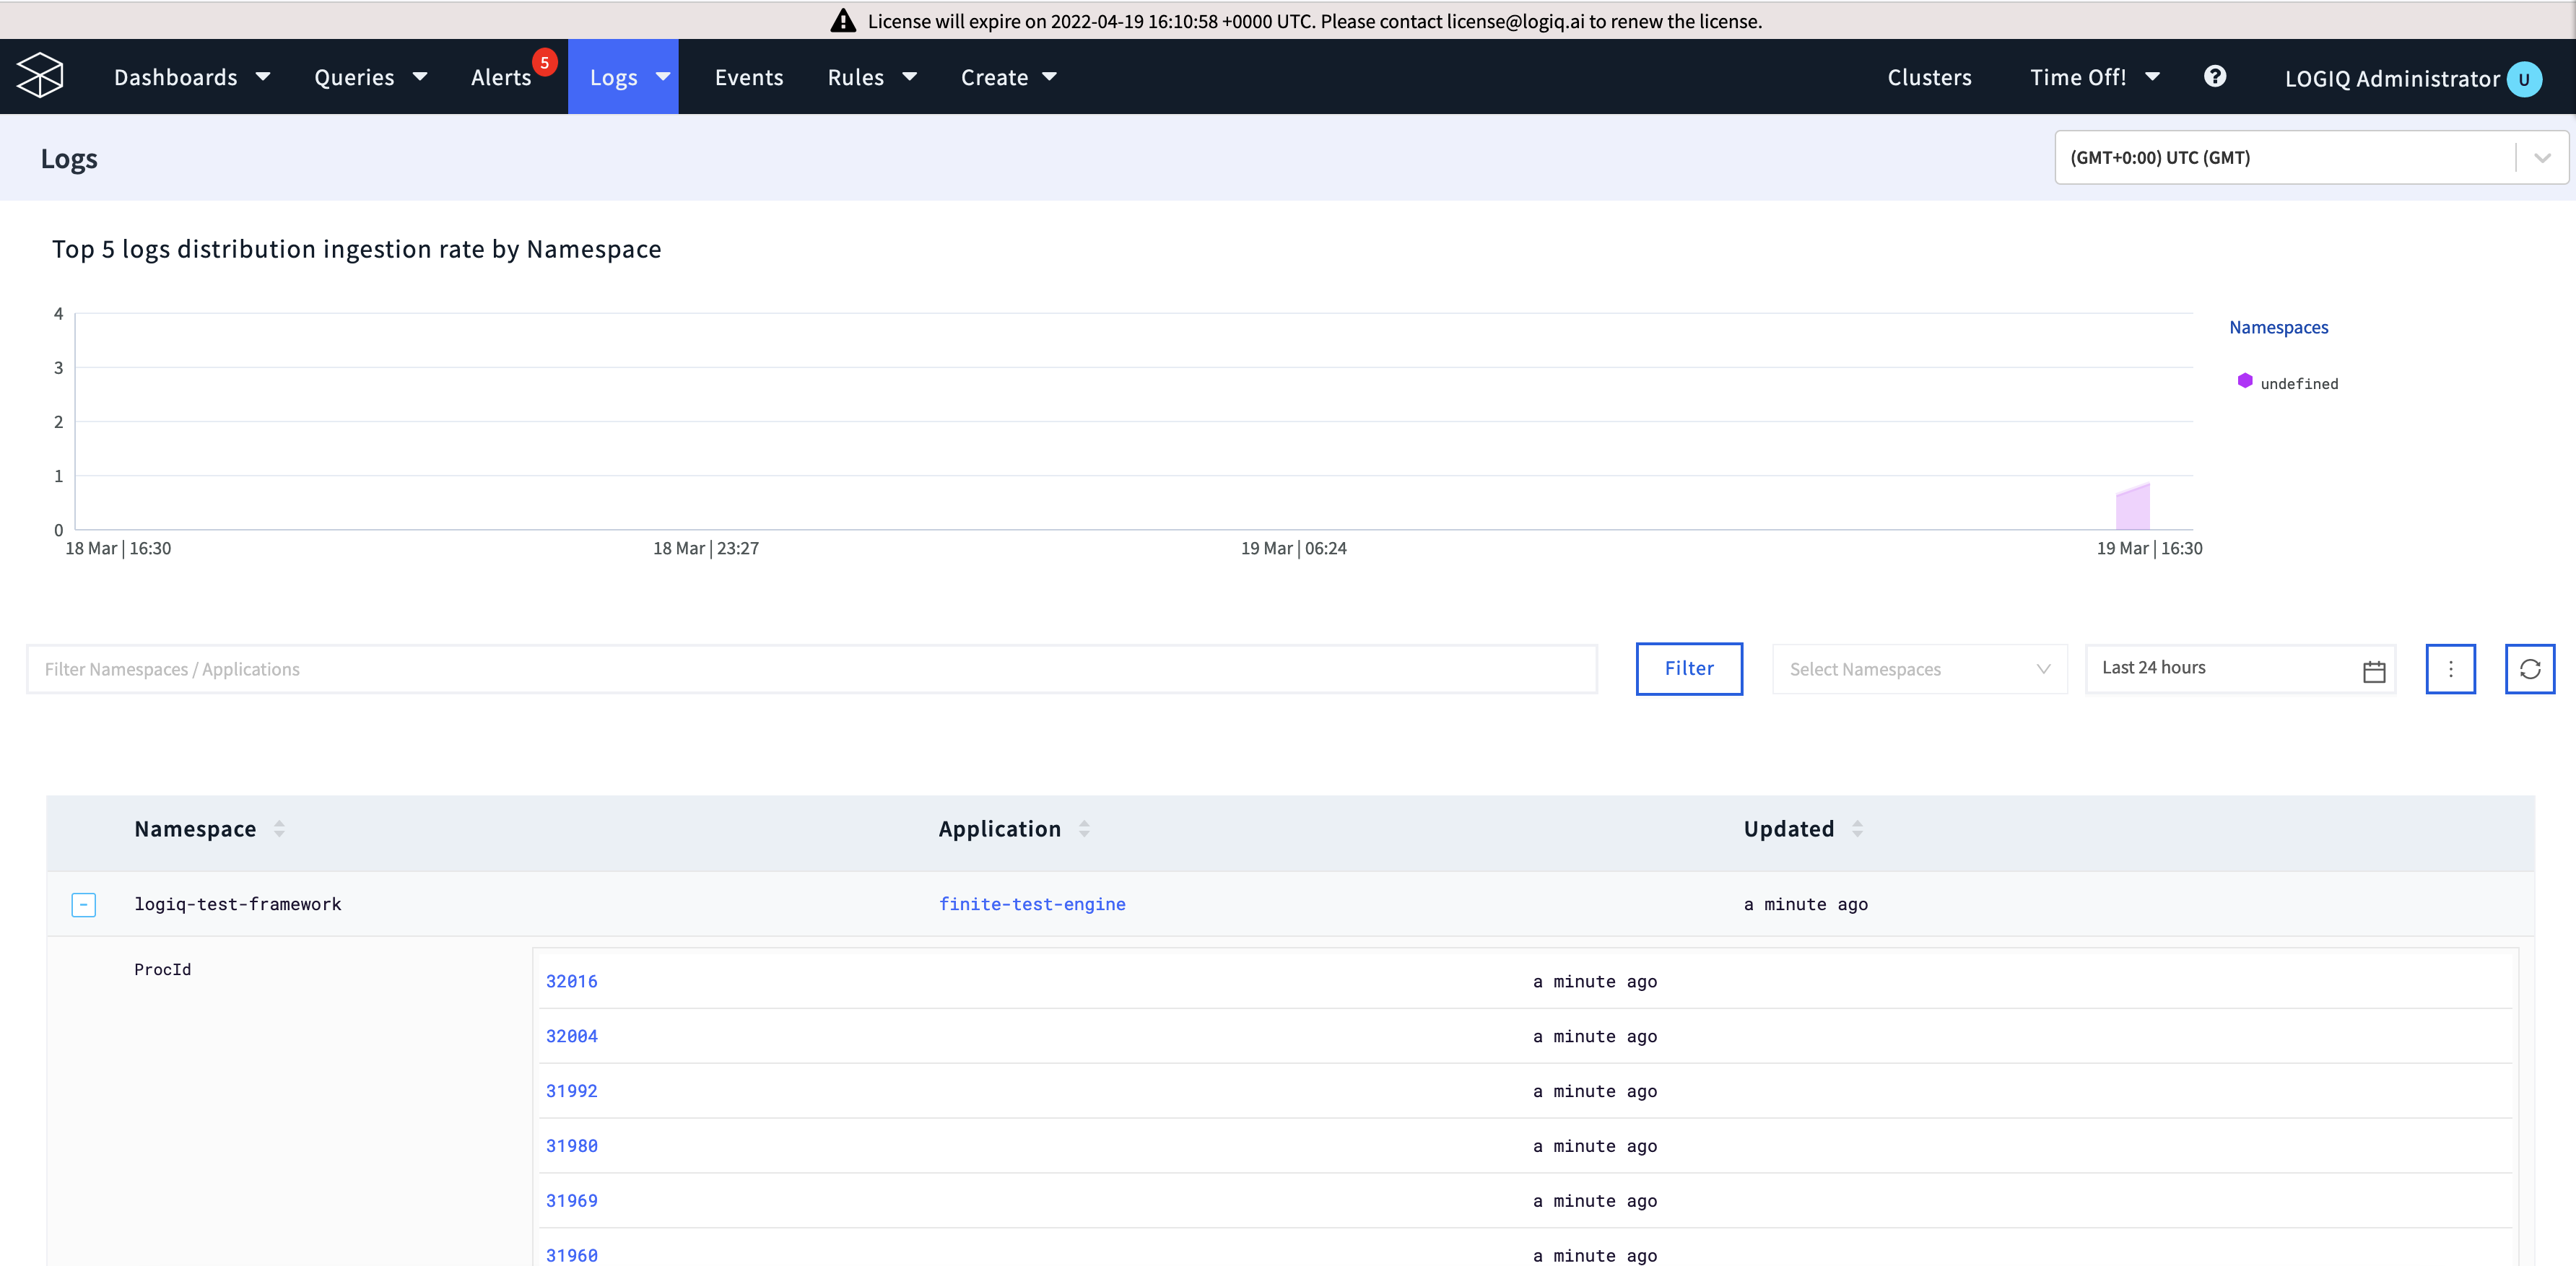 License will expire on 2022-04-19 16:10:58 +0000 UTC. Please contact license@logiq.ai to renew the license.
Dashboards Queries Alerts 5 Logs Events Rules Create Clusters Time Off! ? LOGIQ Administrator U
Logs
(GMT+0:00) UTC (GMT)
Top 5 logs distribution ingestion rate by Namespace
4
3
2
1
0
18 Mar | 16:30 18 Mar | 23:27 19 Mar | 06:24 19 Mar | 16:30
Namespaces
undefined
Filter Namespaces / Applications Filter Select Namespaces Last 24 hours
Namespace Application Updated
logiq-test-framework finite-test-engine a minute ago
ProcId
32016 a minute ago
32004 a minute ago
31992 a minute ago
31980 a minute ago
31969 a minute ago
31960 a minute ago